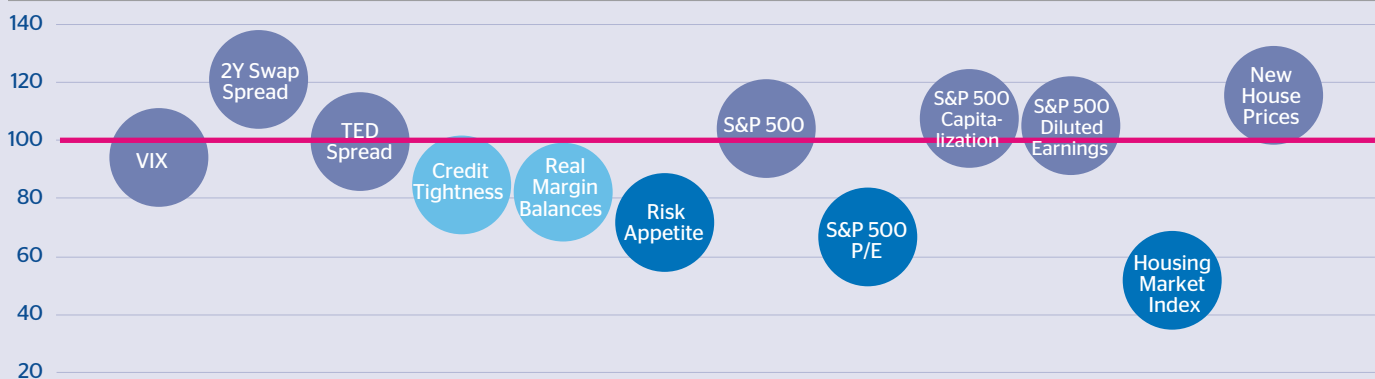 140
120
100
80
60
40
20
VIX
2Y Swap
Spread
TED
Spread
Credit
Tightness
Real
Margin
Balances
Risk
Appetite
S&P 500
S&P 500
P/E
S&P 500
Capita-
lization
S&P 500
Diluted
Earnings
Housing
Market
Index
New
House
Prices